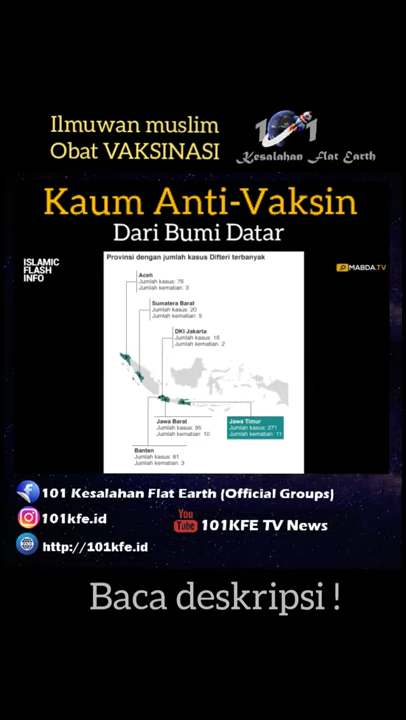 Ilmuwan muslim
Obat VAKSINASI
101
Kesalahan Flat Earth
Kaum Anti-Vaksin
Dari Bumi Datar
ISLAMIC
FLASH
INFO
MABDA.TV
Provinsi dengan jumlah kasus Difteri terbanyak
Aceh
Jumlah kasus: 76
Jumlah kematian: 3
Sumatera Barat
Jumlah kasus: 20
Jumlah kematian: 9
DKI Jakarta
Jumlah kasus: 16
Jumlah kematian: 2
Jawa Barat
Jumlah kasus: 95
Jumlah kematian: 10
Jawa Timur
Jumlah kasus: 271
Jumlah kematian: 11
Banten
Jumlah kasus: 81
Jumlah kematian: 3
101 Kesalahan Flat Earth (Official Groups)
101kfe.id
You
Tube
101KFE TV News
http://101kfe.id
Baca deskripsi !